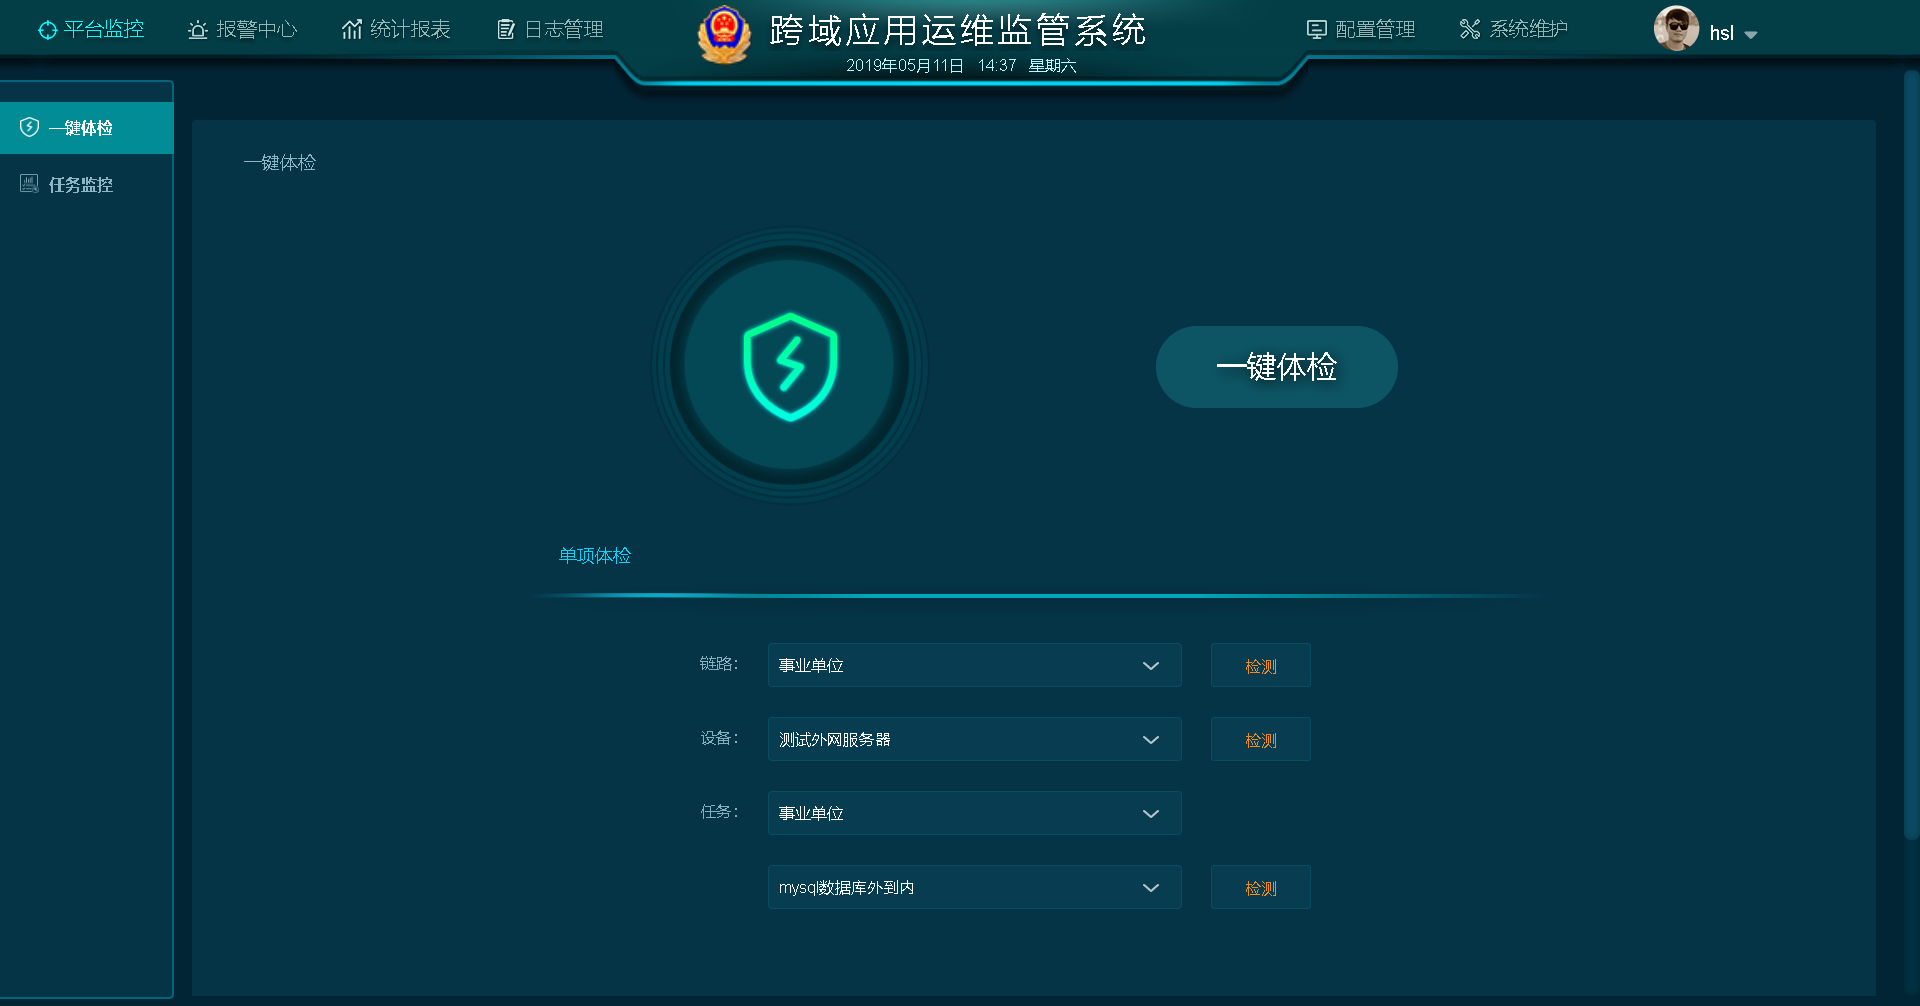 平台监控
报警中心
统计报表
日志管理
跨域应用运维监管系统
2019年05月11日 14:37 星期六
配置管理
系统维护
hsl
一键体检
任务监控
一键体检
一键体检
单项体检
链路：
事业单位
检测
设备：
测试外网服务器
检测
任务：
事业单位
mysql数据库外到内
检测